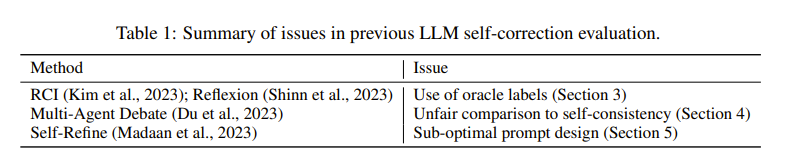 Table 1: Summary of issues in previous LLM self-correction evaluation.
Method Issue
RCI (Kim et al., 2023); Reflexion (Shinn et al., 2023) Use of oracle labels (Section 3)
Multi-Agent Debate (Du et al., 2023) Unfair comparison to self-consistency (Section 4)
Self-Refine (Madaan et al., 2023) Sub-optimal prompt design (Section 5)